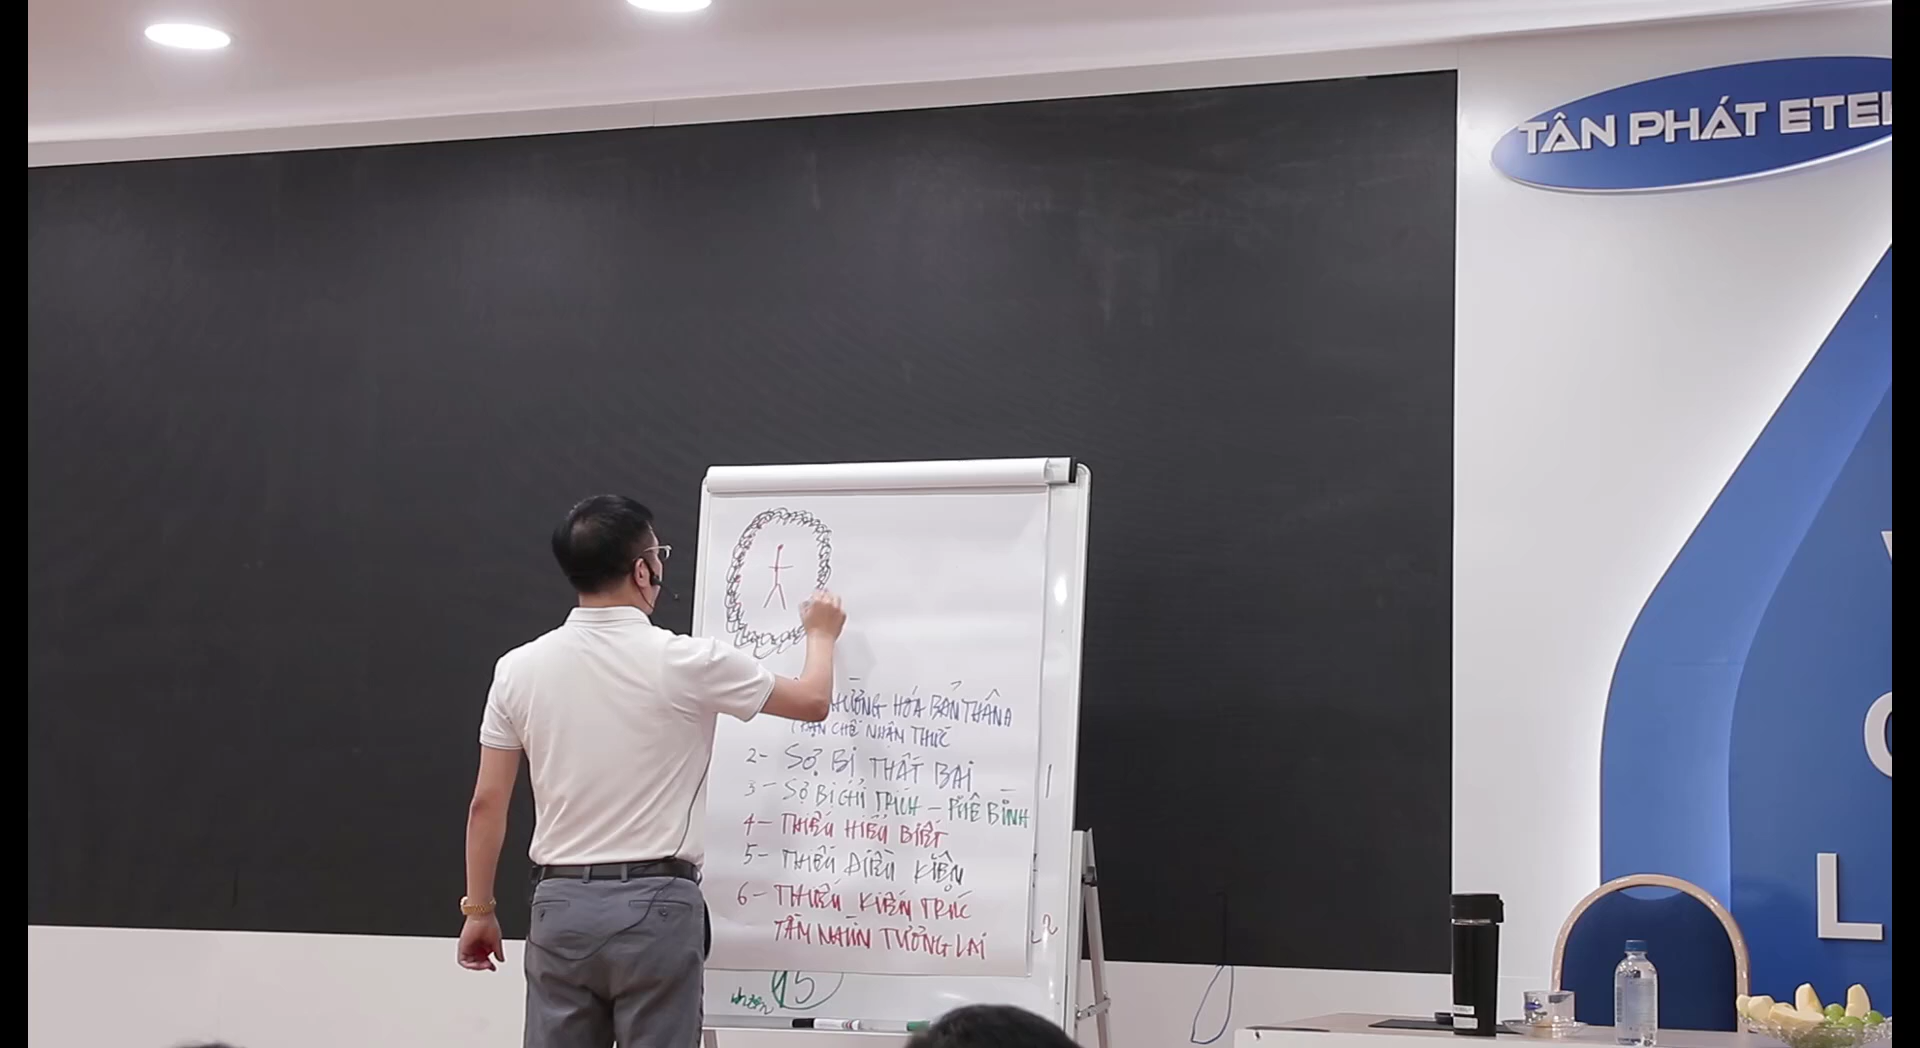 TÂN PHÁT ETE
HƯỜNG HÓA BẢN THÂN
HẠN CHẾ NHẬN THỨC
2- SỢ BỊ THẤT BẠI
3- SỢ BỊ CHỈ TRÍCH - PHÊ BÌNH
4- THIẾU HIỂU BIẾT
5- THIẾU ĐIỀU KIỆN
6- THIẾU KIẾN TRÚC
TẦM NHÌN TƯƠNG LAI
15
L